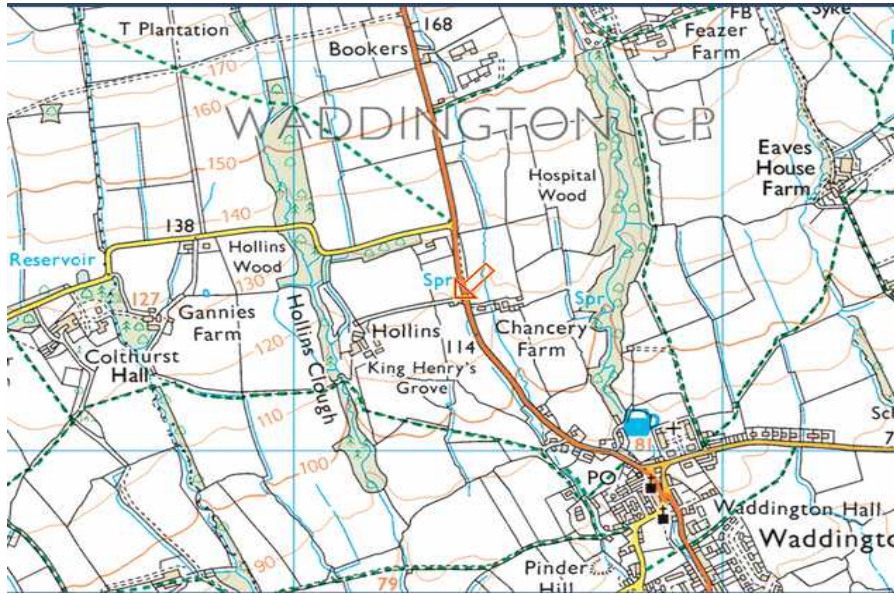 T Plantation
168
Bookers
FB
Feazer
Farm
Syke
170
160
WADDINGTON CP
150
Eaves
House
Farm
Hospital
Wood
140
138
Reservoir
Hollins
Wood
130
Spr
Spr
127
Gannies
Farm
Hollins Clough
Hollins
114
Chancery
Farm
120
Colthurst
Hall
King Henry's
Grove
110
100
81
PO
Waddington Hall
90
79
Pinder
Hill